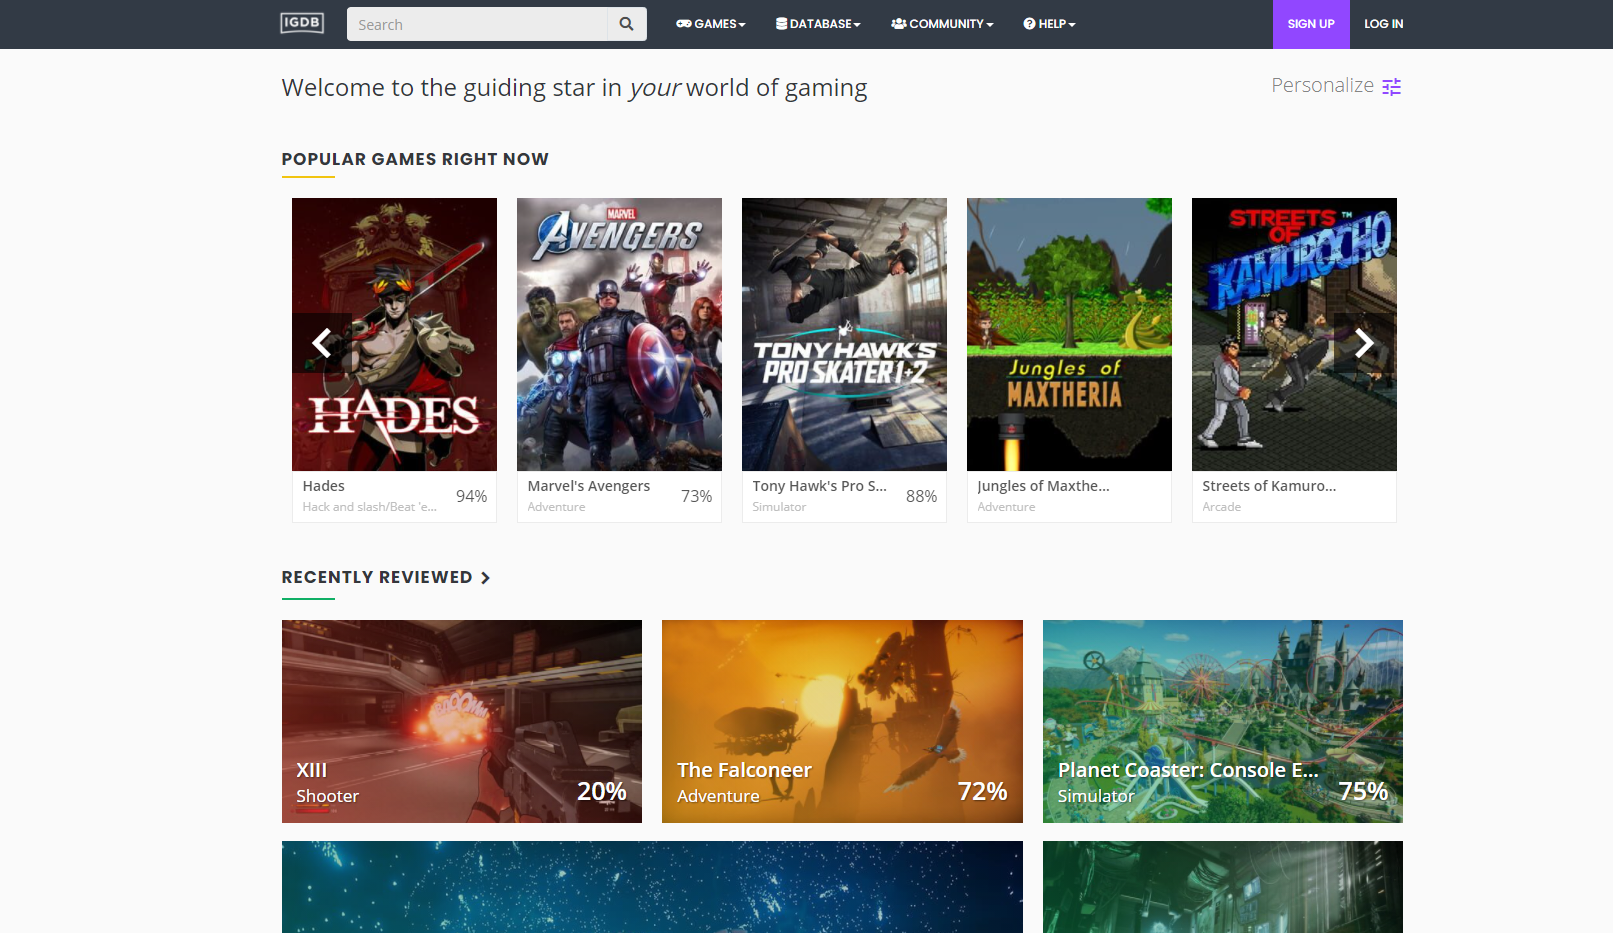 IGDB
Search
GAMES
DATABASE
COMMUNITY
HELP
SIGN UP
LOG IN
Welcome to the guiding star in your world of gaming
Personalize
POPULAR GAMES RIGHT NOW
HADES
Hades
Hack and slash/Beat 'e...
94%
MARVEL
AVENGERS
Marvel's Avengers
Adventure
73%
TONY HAWK'S
PRO SKATER 1+2
Tony Hawk's Pro S...
Simulator
88%
Jungles of
MAXTHERIA
Jungles of Maxthe...
Adventure
STREETS
OF
KAMUROCHO
TM
Streets of Kamuro...
Arcade
RECENTLY REVIEWED
BAOOOM!
XIII
Shooter
20%
The Falconeer
Adventure
72%
Planet Coaster: Console E...
Simulator
75%